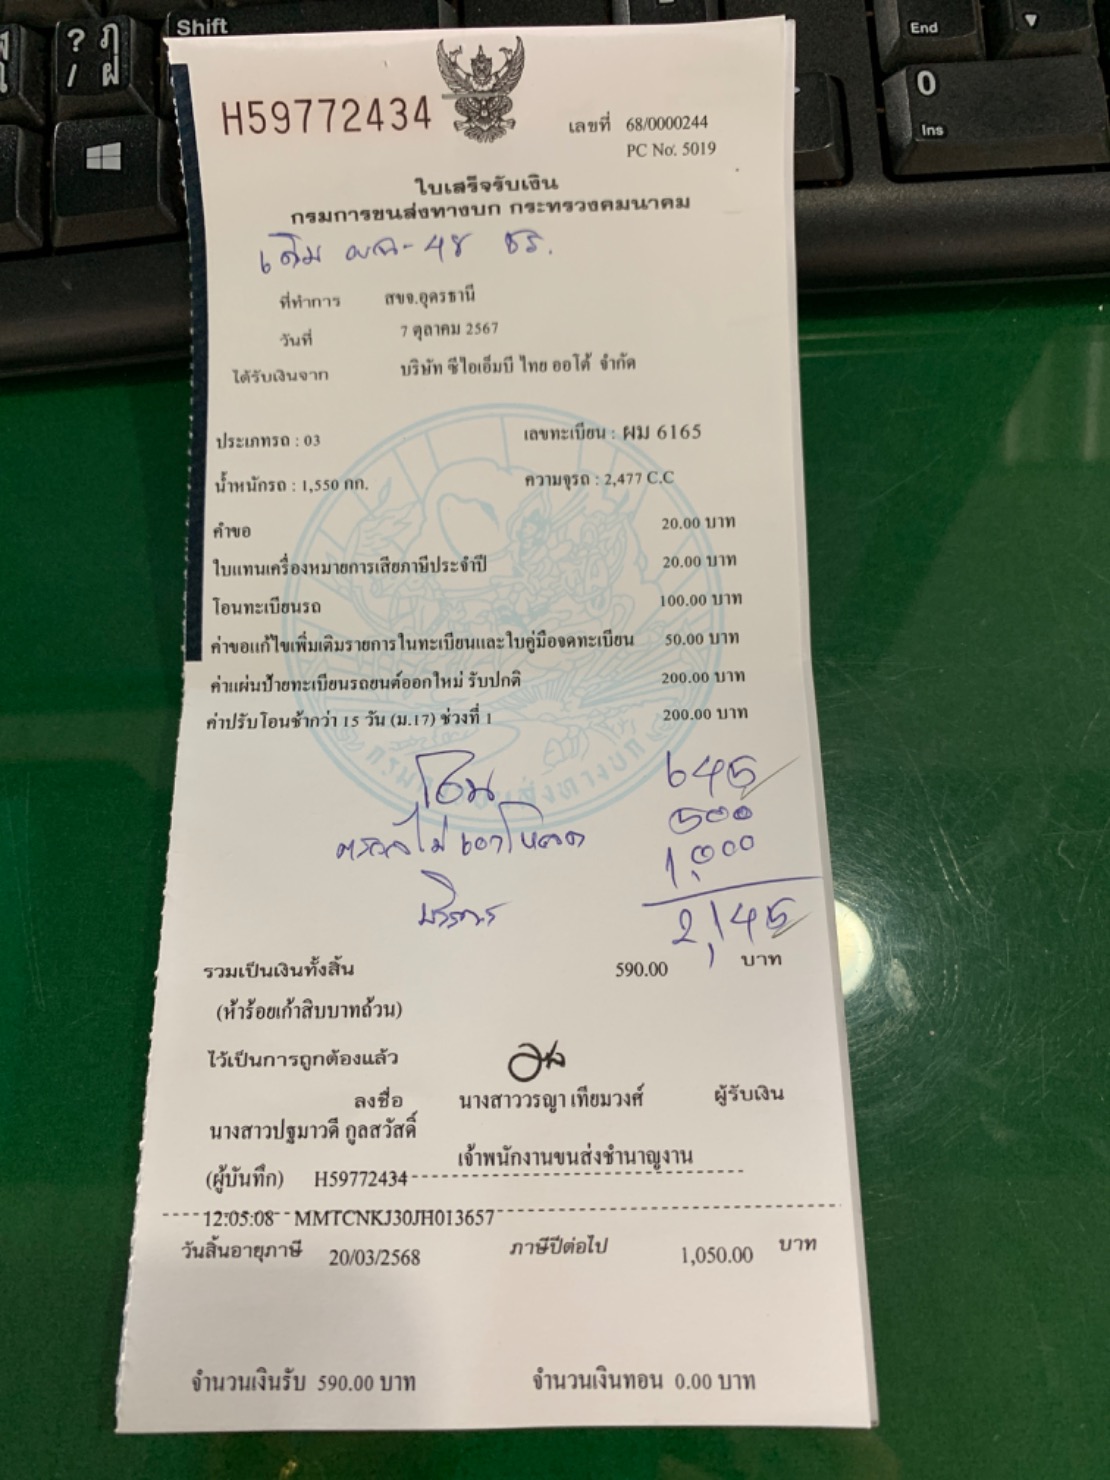 Shift
End
0
Ins
? ฦ
/ ฝ
H59772434
เลขที่ 68/0000244
PC No. 5019
ใบเสร็จรับเงิน
กรมการขนส่งทางบก กระทรวงคมนาคม
เดิม - 48
ที่ทำการ สขจ.อุดรธานี
วันที่ 7 ตุลาคม 2567
ได้รับเงินจาก บริษัท ซีไอเอ็มบี ไทย ออโต้ จำกัด
ประเภทรถ : 03 เลขทะเบียน : ผม 6165
น้ำหนักรถ : 1,550 กก. ความจุรถ : 2,477 C.C
คำขอ 20.00 บาท
ใบแทนเครื่องหมายการเสียภาษีประจำปี 20.00 บาท
โอนทะเบียนรถ 100.00 บาท
ค่าขอแก้ไขเพิ่มเติมรายการในทะเบียนและใบคู่มือจดทะเบียน 50.00 บาท
ค่าแผ่นป้ายทะเบียนรถยนต์ออกใหม่ รับปกติ 200.00 บาท
ค่าปรับโอนช้ากว่า 15 วัน (ม.17) ช่วงที่ 1 200.00 บาท
โอน 645
ตรวจไม่เอาโหลด 500
บริการ 1,000
2,145
รวมเป็นเงินทั้งสิ้น 590.00 บาท
(ห้าร้อยเก้าสิบบาทถ้วน)
ไว้เป็นการถูกต้องแล้ว
ลงชื่อ นางสาววรญา เทียมวงศ์ ผู้รับเงิน
นางสาวปฐมาวดี กูลสวัสดิ์
เจ้าพนักงานขนส่งชำนาญงาน
(ผู้บันทึก) H59772434
12:05:08 MMTCNKJ30JH013657
วันสิ้นอายุภาษี 20/03/2568 ภาษีปีต่อไป 1,050.00 บาท
จำนวนเงินรับ 590.00 บาท จำนวนเงินทอน 0.00 บาท